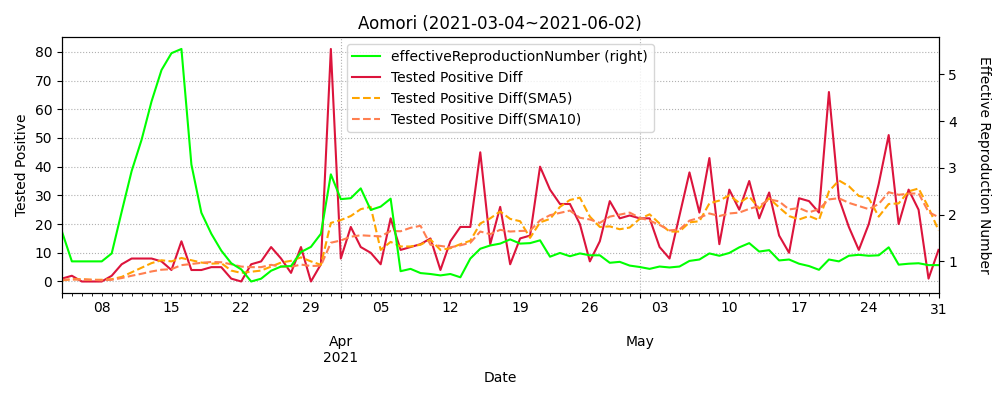 Aomori (2021-03-04~2021-06-02)
effectiveReproductionNumber (right)
Tested Positive Diff
Tested Positive Diff(SMA5)
Tested Positive Diff(SMA10)
Tested Positive
80
70
60
50
40
30
20
10
0
5
4
3
2
1
Effective Reproduction Number
08 15 22 29 05 12 19 26 03 10 17 24 31
Apr May
2021
Date